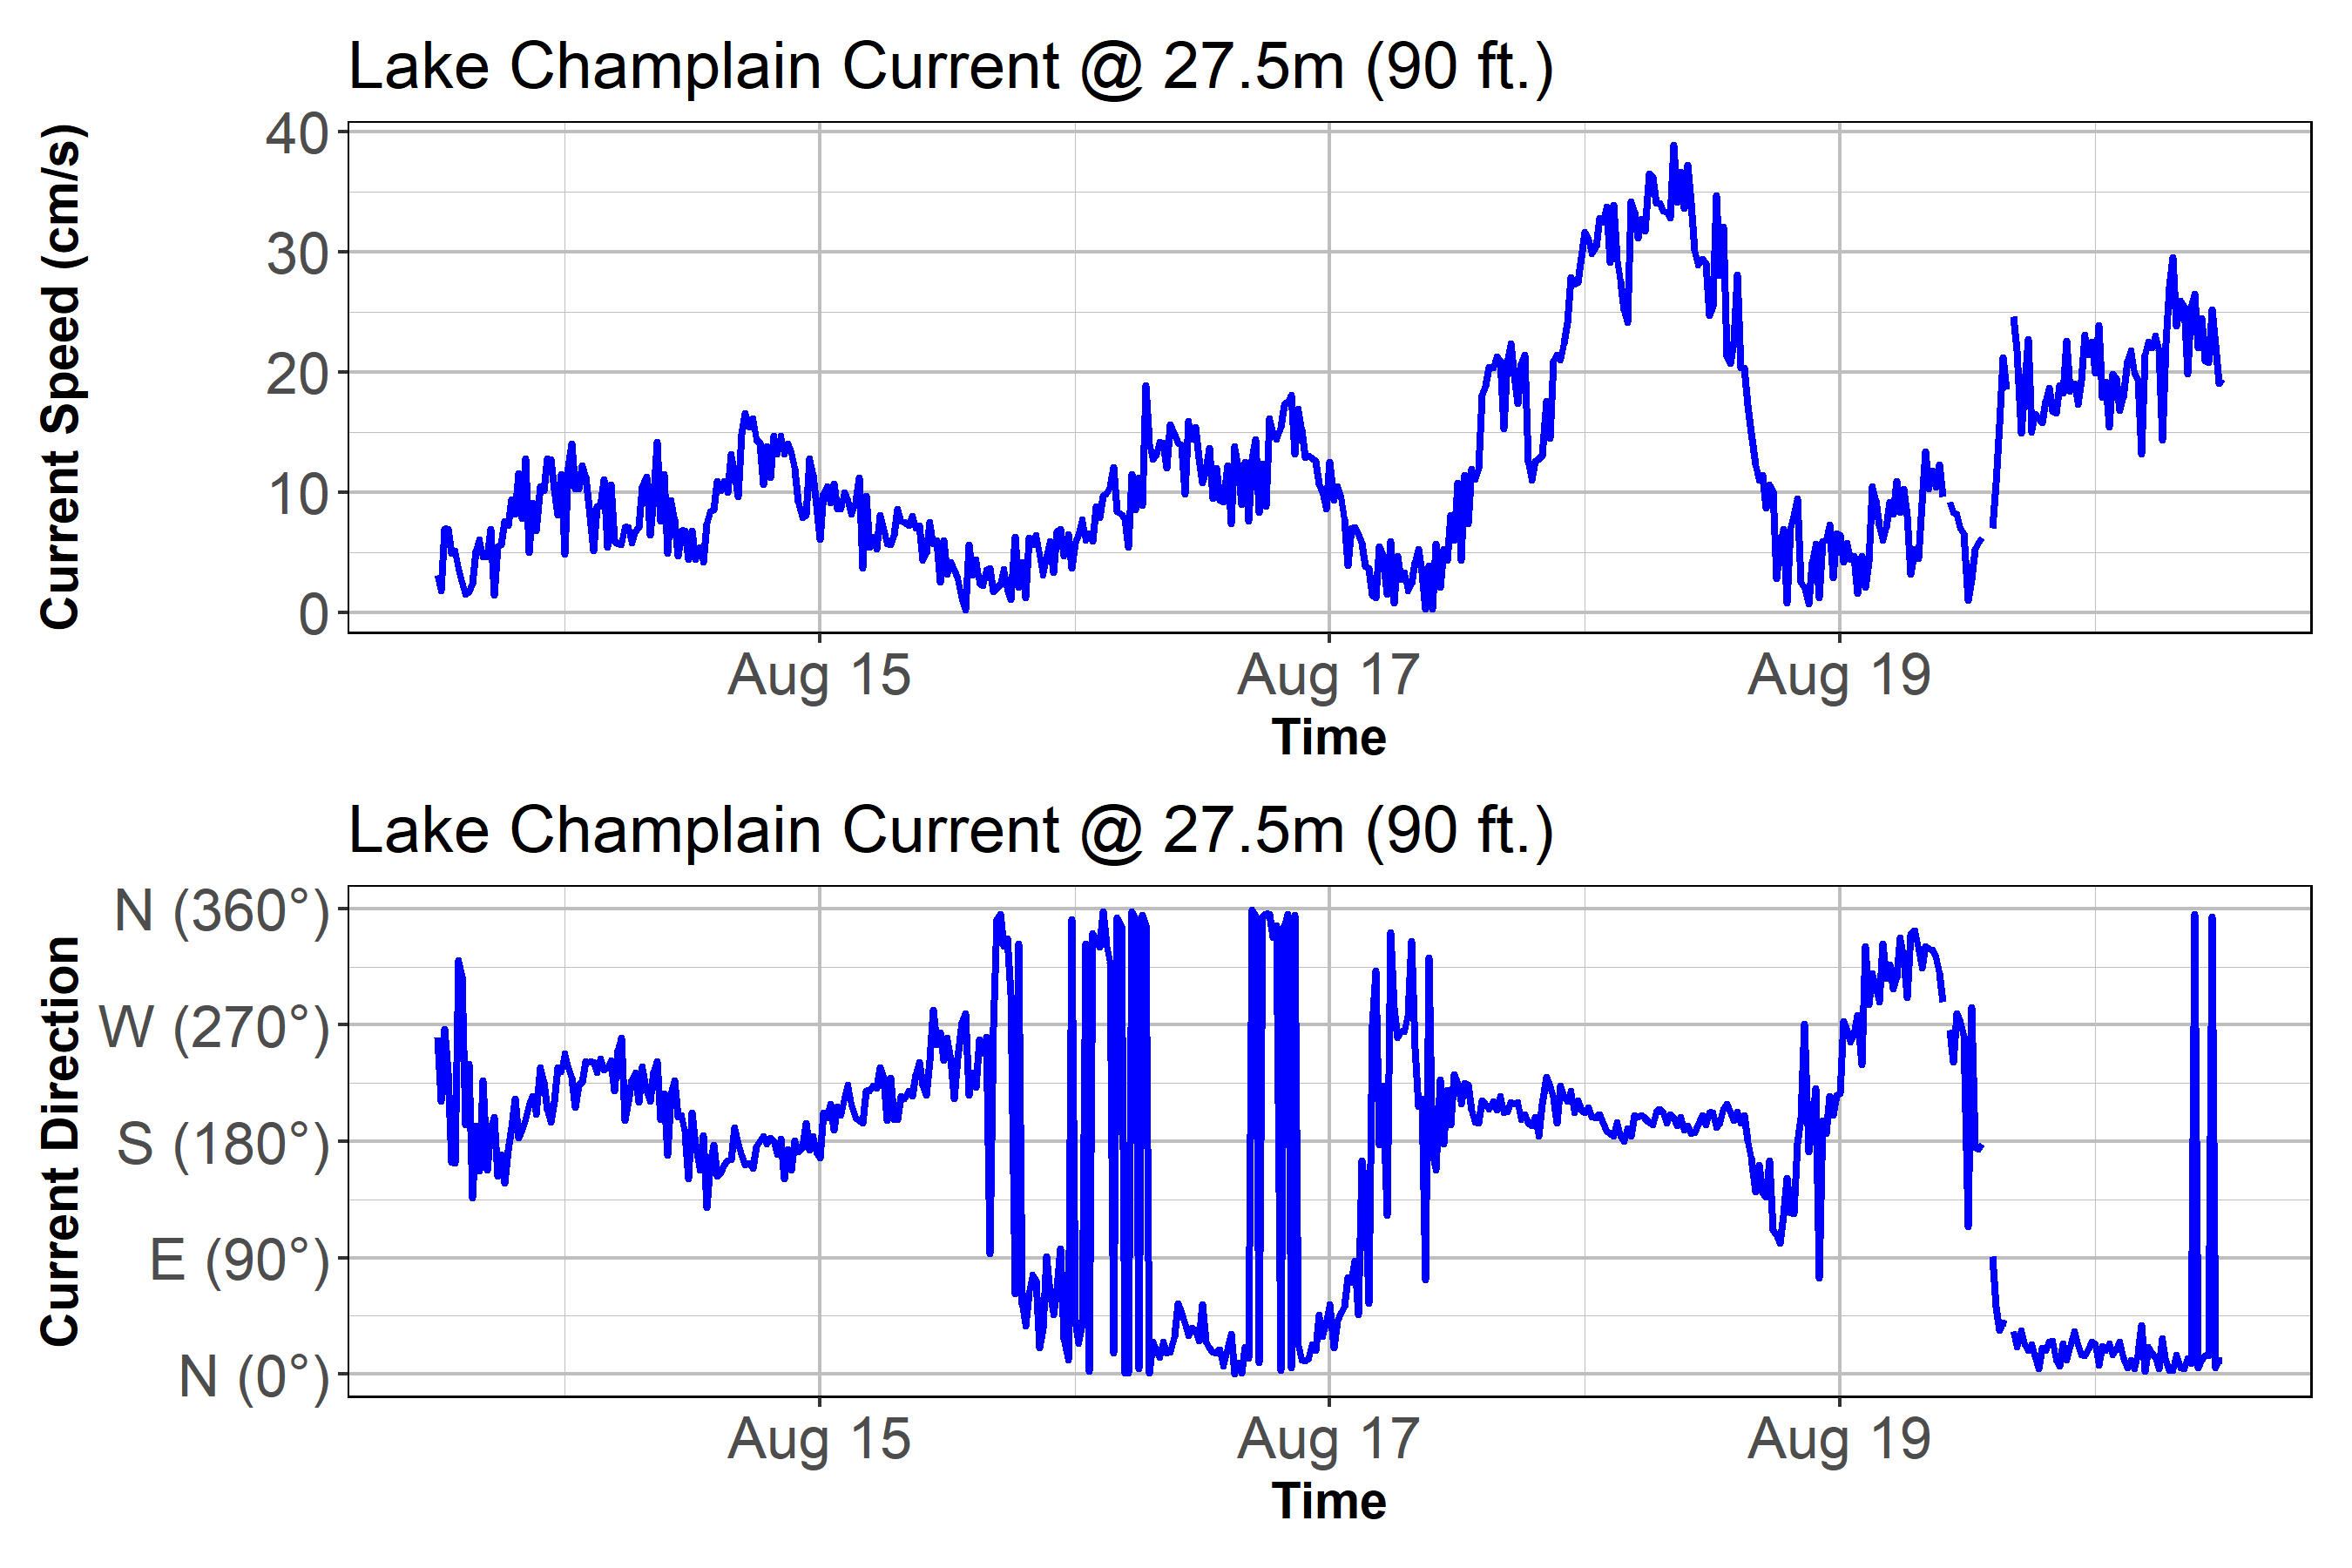 Lake Champlain Current @ 27.5m (90 ft.)
Current Speed (cm/s)
40
30
20
10
0
Aug 15 Aug 17 Aug 19
Time
Lake Champlain Current @ 27.5m (90 ft.)
Current Direction
N (360°)
W (270°)
S (180°)
E (90°)
N (0°)
Aug 15 Aug 17 Aug 19
Time